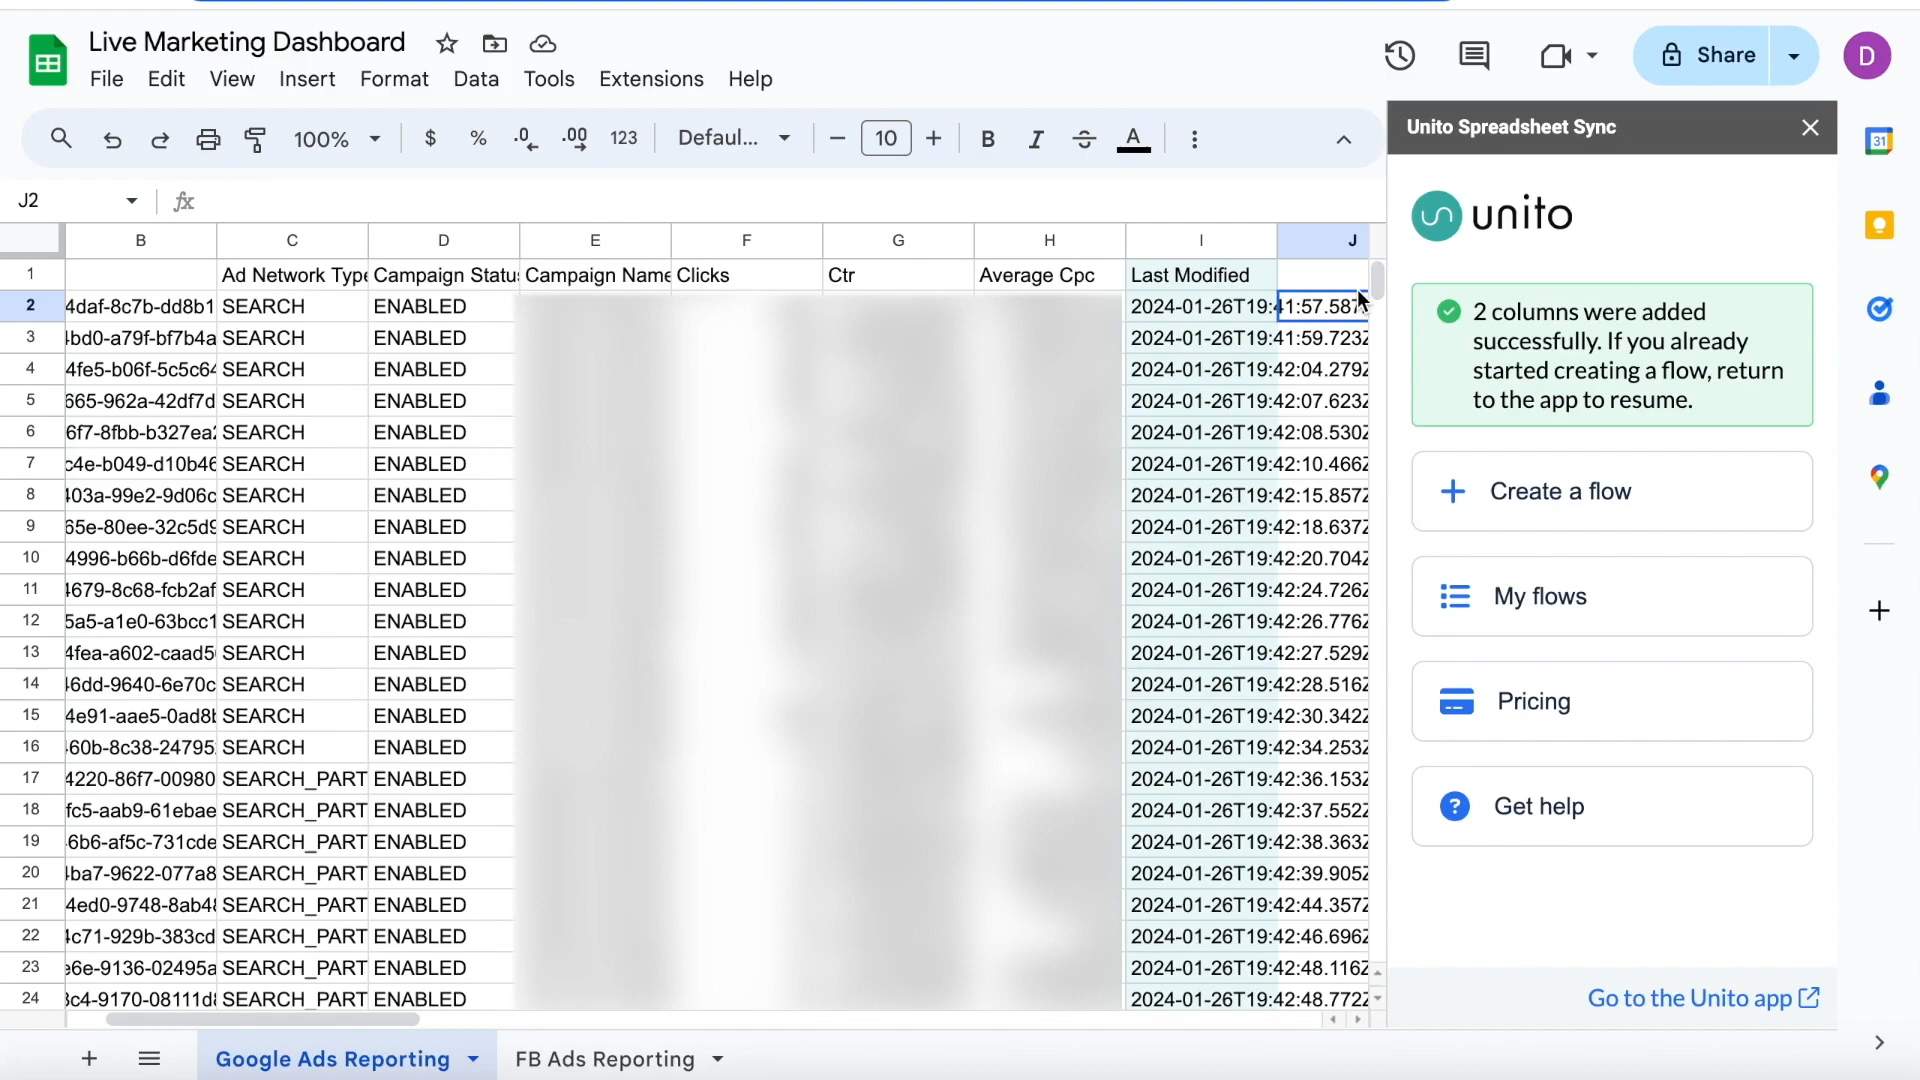 Live Marketing Dashboard
File Edit View Insert Format Data Tools Extensions Help
Share
D
100% $ % .0 .00 123 Defaul... 10 B I S A
Unito Spreadsheet Sync
31
J2 fx
unito
B C D E F G H I J
1 Ad Network Type Campaign Status Campaign Name Clicks Ctr Average Cpc Last Modified
2 4daf-8c7b-dd8b1 SEARCH ENABLED 2024-01-26T19:41:57.587
3 bd0-a79f-bf7b4a SEARCH ENABLED 2024-01-26T19:41:59.723Z
4 4fe5-b06f-5c5c64 SEARCH ENABLED 2024-01-26T19:42:04.279Z
5 665-962a-42df7d SEARCH ENABLED 2024-01-26T19:42:07.623Z
6 6f7-8fbb-b327ea SEARCH ENABLED 2024-01-26T19:42:08.530Z
7 c4e-b049-d10b46 SEARCH ENABLED 2024-01-26T19:42:10.466Z
8 403a-99e2-9d06c SEARCH ENABLED 2024-01-26T19:42:15.857Z
9 65e-80ee-32c5d9 SEARCH ENABLED 2024-01-26T19:42:18.637Z
10 4996-b66b-d6fde SEARCH ENABLED 2024-01-26T19:42:20.704Z
11 4679-8c68-fcb2af SEARCH ENABLED 2024-01-26T19:42:24.726Z
12 5a5-a1e0-63bcc1 SEARCH ENABLED 2024-01-26T19:42:26.776Z
13 4fea-a602-caad5 SEARCH ENABLED 2024-01-26T19:42:27.529Z
14 46dd-9640-6e70c SEARCH ENABLED 2024-01-26T19:42:28.516Z
15 4e91-aae5-0ad8b SEARCH ENABLED 2024-01-26T19:42:30.342Z
16 460b-8c38-24795 SEARCH ENABLED 2024-01-26T19:42:34.253Z
17 4220-86f7-00980 SEARCH_PART ENABLED 2024-01-26T19:42:36.153Z
18 fc5-aab9-61ebae SEARCH_PART ENABLED 2024-01-26T19:42:37.552Z
19 6b6-af5c-731cde SEARCH_PART ENABLED 2024-01-26T19:42:38.363Z
20 4ba7-9622-077a8 SEARCH_PART ENABLED 2024-01-26T19:42:39.905Z
21 4ed0-9748-8ab48 SEARCH_PART ENABLED 2024-01-26T19:42:44.357Z
22 4c71-929b-383cd SEARCH_PART ENABLED 2024-01-26T19:42:46.696Z
23 e6e-9136-02495a SEARCH_PART ENABLED 2024-01-26T19:42:48.116Z
24 3c4-9170-08111d SEARCH_PART ENABLED 2024-01-26T19:42:48.772Z
2 columns were added
successfully. If you already
started creating a flow, return
to the app to resume.
Create a flow
My flows
Pricing
Get help
Go to the Unito app
Google Ads Reporting FB Ads Reporting